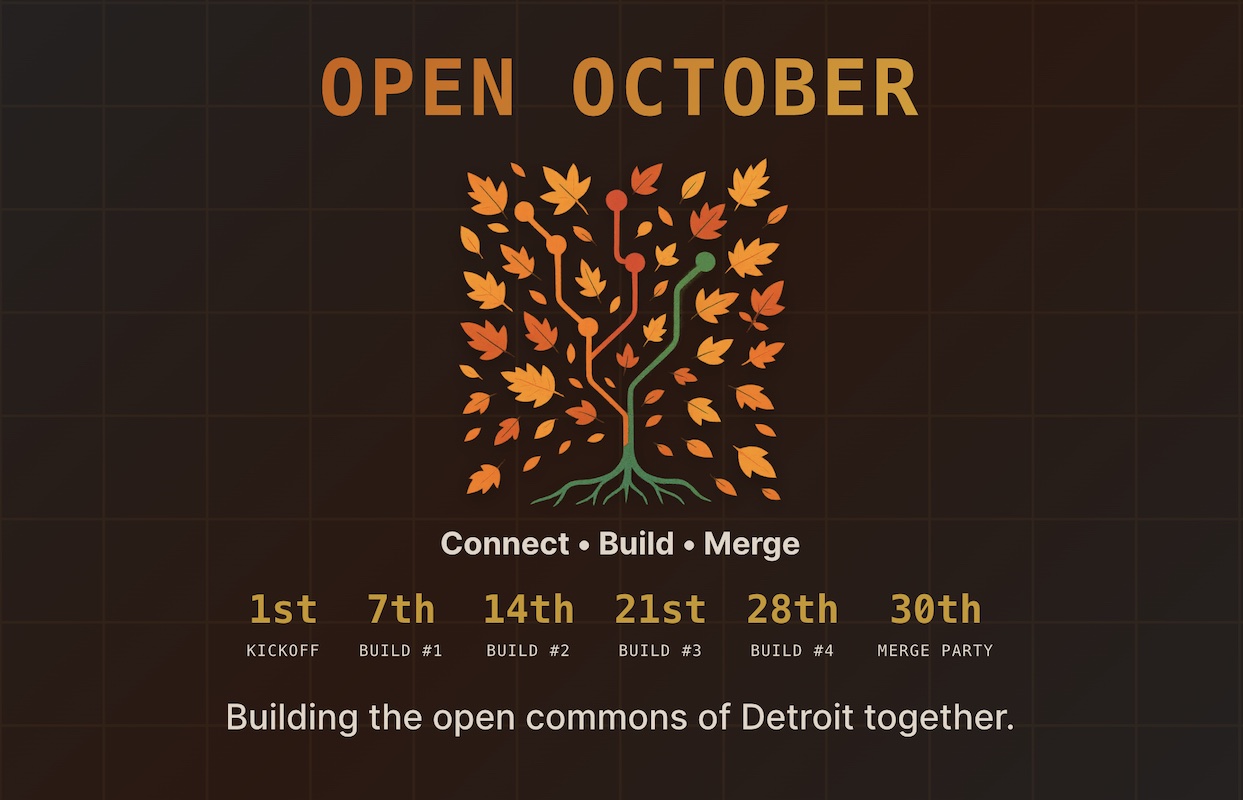 OPEN OCTOBER
Connect • Build • Merge
1st 7th 14th 21st 28th 30th
KICKOFF BUILD #1 BUILD #2 BUILD #3 BUILD #4 MERGE PARTY
Building the open commons of Detroit together.